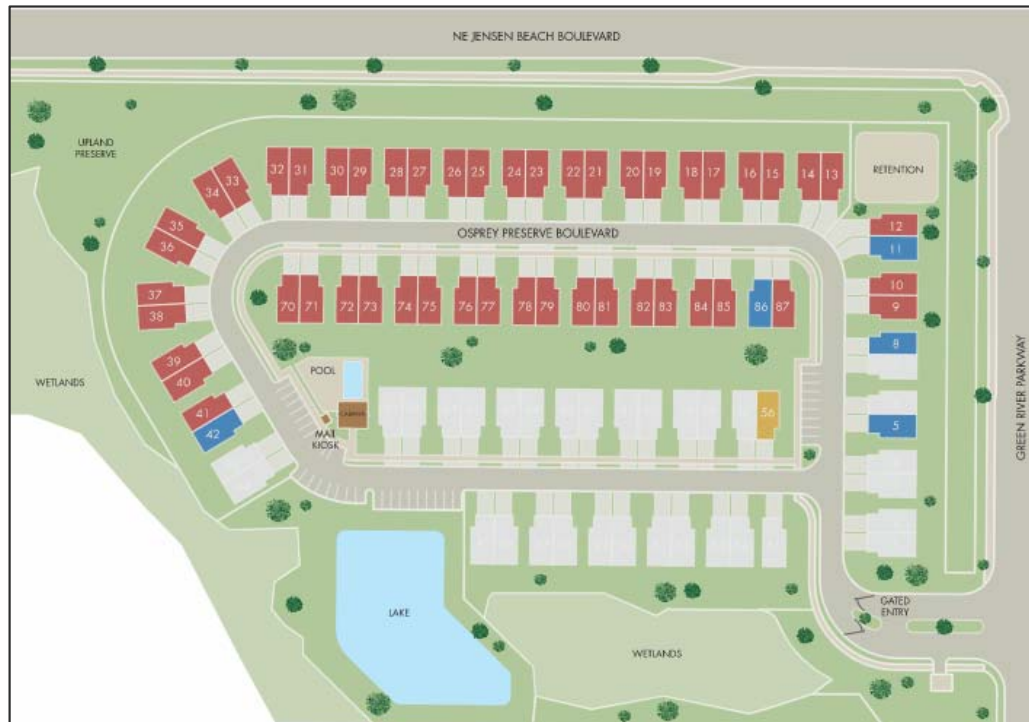 NE JENSEN BEACH BOULEVARD
UPLAND
PRESERVE
RETENTION
34 33 32 31 30 29 28 27 26 25 24 23 22 21 20 19 18 17 16 15 14 13
35
36
12
11
OSPREY PRESERVE BOULEVARD
37
38
10
9
70 71 72 73 74 75 76 77 78 79 80 81 82 83 84 85 86 87
39
40
8
WETLANDS
POOL
41
42
CABANA
MAIL
KIOSK
56
5
GREEN RIVER PARKWAY
LAKE
GATED
ENTRY
WETLANDS